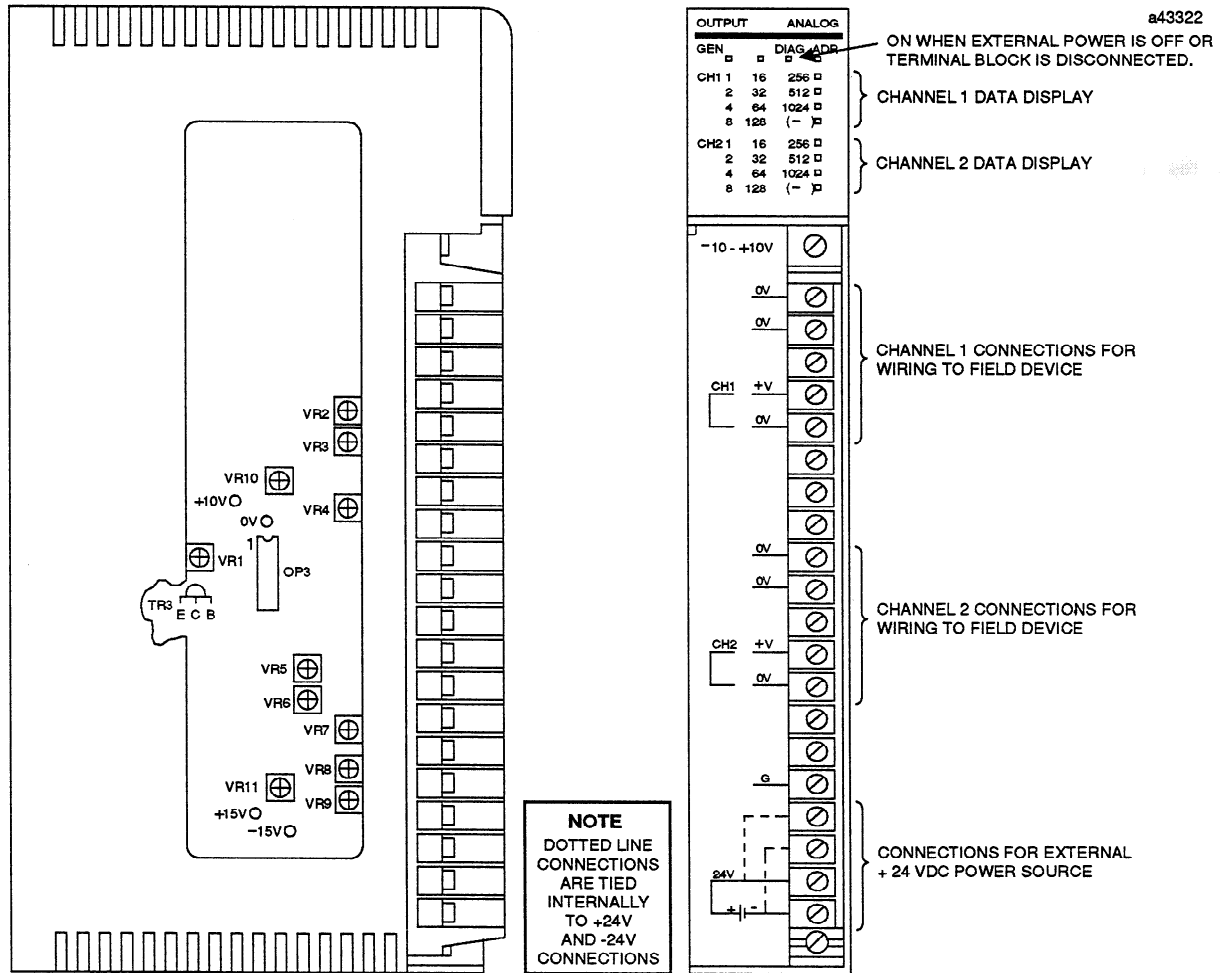 a43322
OUTPUT ANALOG
GEN DIAG ADR
CH1 1 16 256
2 32 512
4 64 1024
8 128 (- )
CH2 1 16 256
2 32 512
4 64 1024
8 128 (- )
ON WHEN EXTERNAL POWER IS OFF OR
TERMINAL BLOCK IS DISCONNECTED.
CHANNEL 1 DATA DISPLAY
CHANNEL 2 DATA DISPLAY
-10 - +10V
0V
0V
CH1 +V
0V
CHANNEL 1 CONNECTIONS FOR
WIRING TO FIELD DEVICE
0V
0V
CH2 +V
0V
CHANNEL 2 CONNECTIONS FOR
WIRING TO FIELD DEVICE
G
24V
+ -
CONNECTIONS FOR EXTERNAL
+ 24 VDC POWER SOURCE
VR2
VR3
VR10
+10V
VR4
0V
1
VR1
OP3
TR3
E C B
VR5
VR6
VR7
VR8
VR11
VR9
+15V
-15V
NOTE
DOTTED LINE
CONNECTIONS
ARE TIED
INTERNALLY
TO +24V
AND -24V
CONNECTIONS